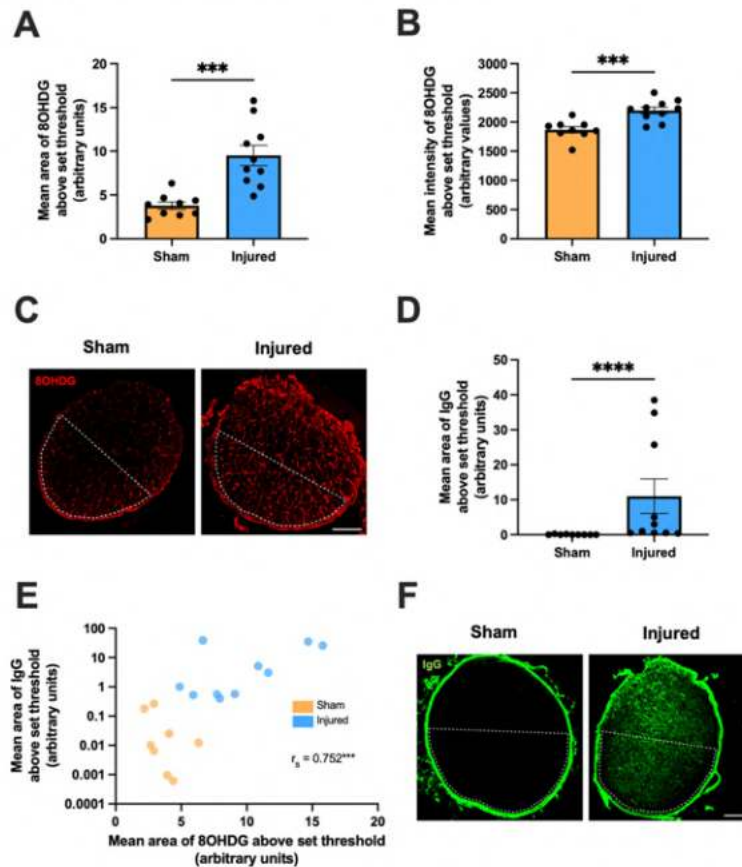 A
Mean area of 8OHDG
above set threshold
(arbitrary units)
20
15
10
5
0
***
Sham
Injured
B
Mean intensity of 8OHDG
above set threshold
(arbitrary values)
3000
2500
2000
1500
1000
500
0
***
Sham
Injured
C
Sham
Injured
8OHDG
D
Mean area of IgG
above set threshold
(arbitrary units)
50
40
30
20
10
0
****
Sham
Injured
E
Mean area of IgG
above set threshold
(arbitrary units)
100
10
1
0.1
0.01
0.001
0.0001
Sham
Injured
rs = 0.752***
0
5
10
15
20
Mean area of 8OHDG above set threshold
(arbitrary units)
F
Sham
Injured
IgG